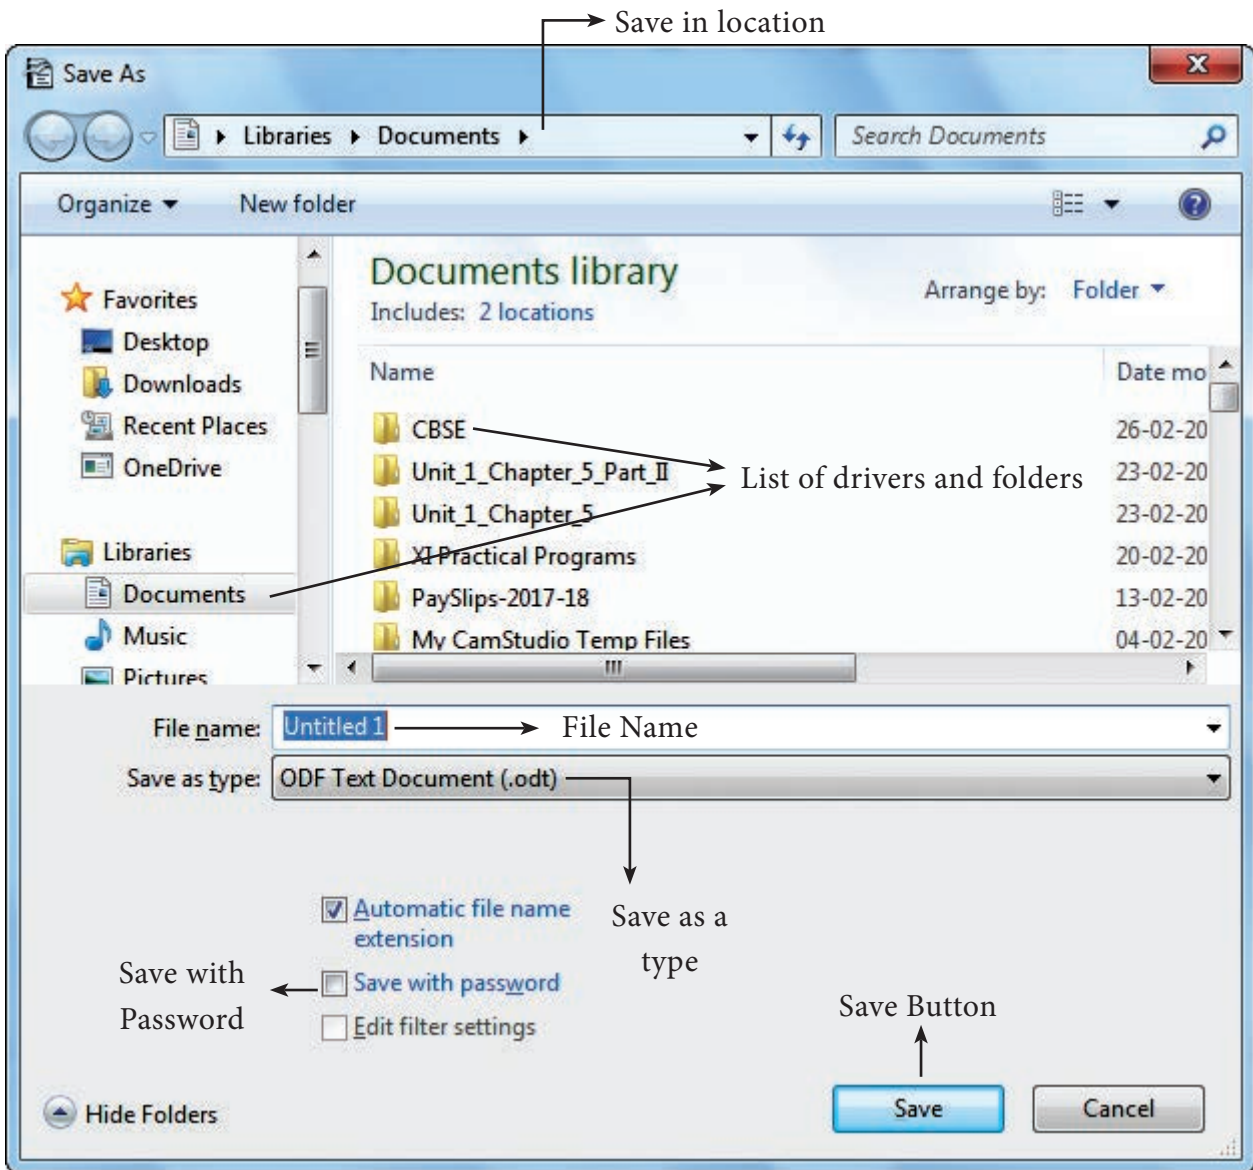 Save in location
Save As
Libraries Documents
Search Documents
Organize New folder
Documents library
Includes: 2 locations
Arrange by: Folder
Favorites
Desktop
Downloads
Recent Places
OneDrive
Libraries
Documents
Music
Pictures
Name Date mo
CBSE 26-02-20
Unit_1_Chapter_5_Part_II 23-02-20
Unit_1_Chapter_5 23-02-20
XI Practical Programs 20-02-20
PaySlips-2017-18 13-02-20
My CamStudio Temp Files 04-02-20
List of drivers and folders
File name: Untitled 1 File Name
Save as type: ODF Text Document (.odt)
Automatic file name
extension
Save as a
type
Save with
Password
Save with password
Edit filter settings
Save Button
Hide Folders
Save Cancel